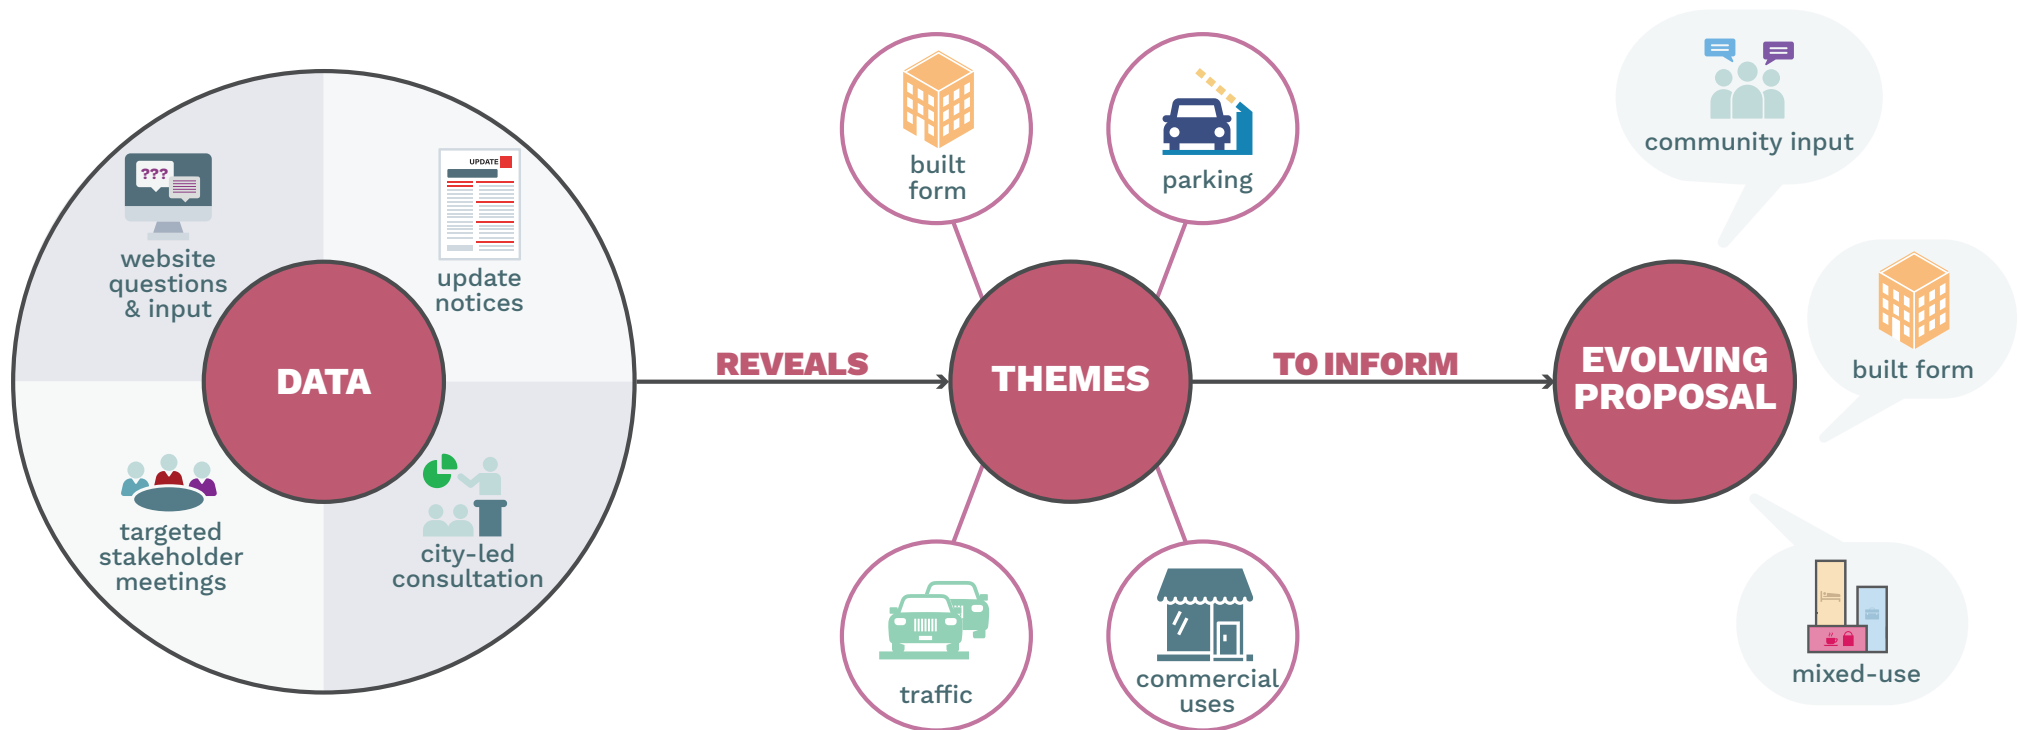 ???
website
questions
& input
UPDATE
update
notices
DATA
targeted
stakeholder
meetings
city-led
consultation
REVEALS
built
form
parking
THEMES
traffic
commercial
uses
TO INFORM
EVOLVING
PROPOSAL
community input
built form
mixed-use